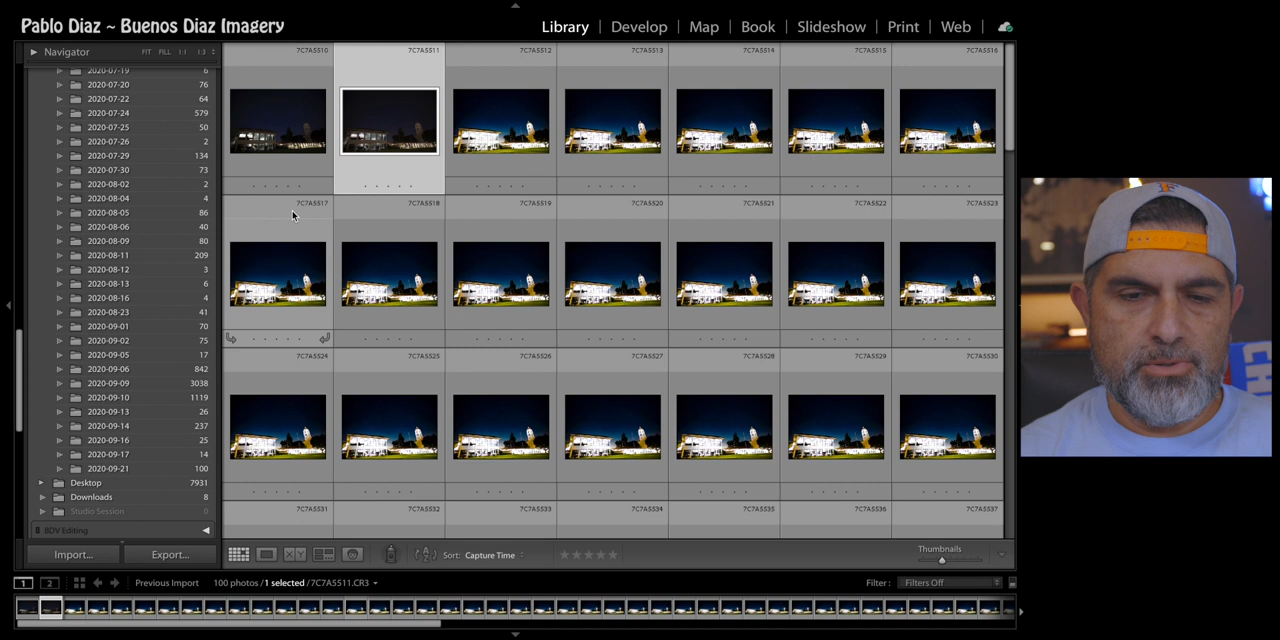 Pablo Diaz ~ Buenos Diaz Imagery
Library | Develop | Map | Book | Slideshow | Print | Web
Navigator FIT FILL 1:1 1:3
2020-07-19 6
2020-07-20 76
2020-07-22 64
2020-07-24 579
2020-07-25 50
2020-07-26 2
2020-07-29 134
2020-07-30 73
2020-08-02 2
2020-08-04 4
2020-08-05 86
2020-08-06 40
2020-08-09 80
2020-08-11 209
2020-08-12 3
2020-08-13 6
2020-08-16 4
2020-08-23 41
2020-09-01 70
2020-09-02 75
2020-09-05 17
2020-09-06 842
2020-09-09 3038
2020-09-10 1119
2020-09-13 26
2020-09-14 237
2020-09-16 25
2020-09-17 14
2020-09-21 100
Desktop 7931
Downloads 8
Studio Session 0
BDV Editing
Import... Export...
7C7A5510 7C7A5511 7C7A5512 7C7A5513 7C7A5514 7C7A5515 7C7A5516
7C7A5517 7C7A5518 7C7A5519 7C7A5520 7C7A5521 7C7A5522 7C7A5523
7C7A5524 7C7A5525 7C7A5526 7C7A5527 7C7A5528 7C7A5529 7C7A5530
7C7A5531 7C7A5532 7C7A5533 7C7A5534 7C7A5535 7C7A5536 7C7A5537
Sort: Capture Time
Thumbnails
1 2 Previous Import 100 photos / 1 selected / 7C7A5511.CR3
Filter : Filters Off
CH